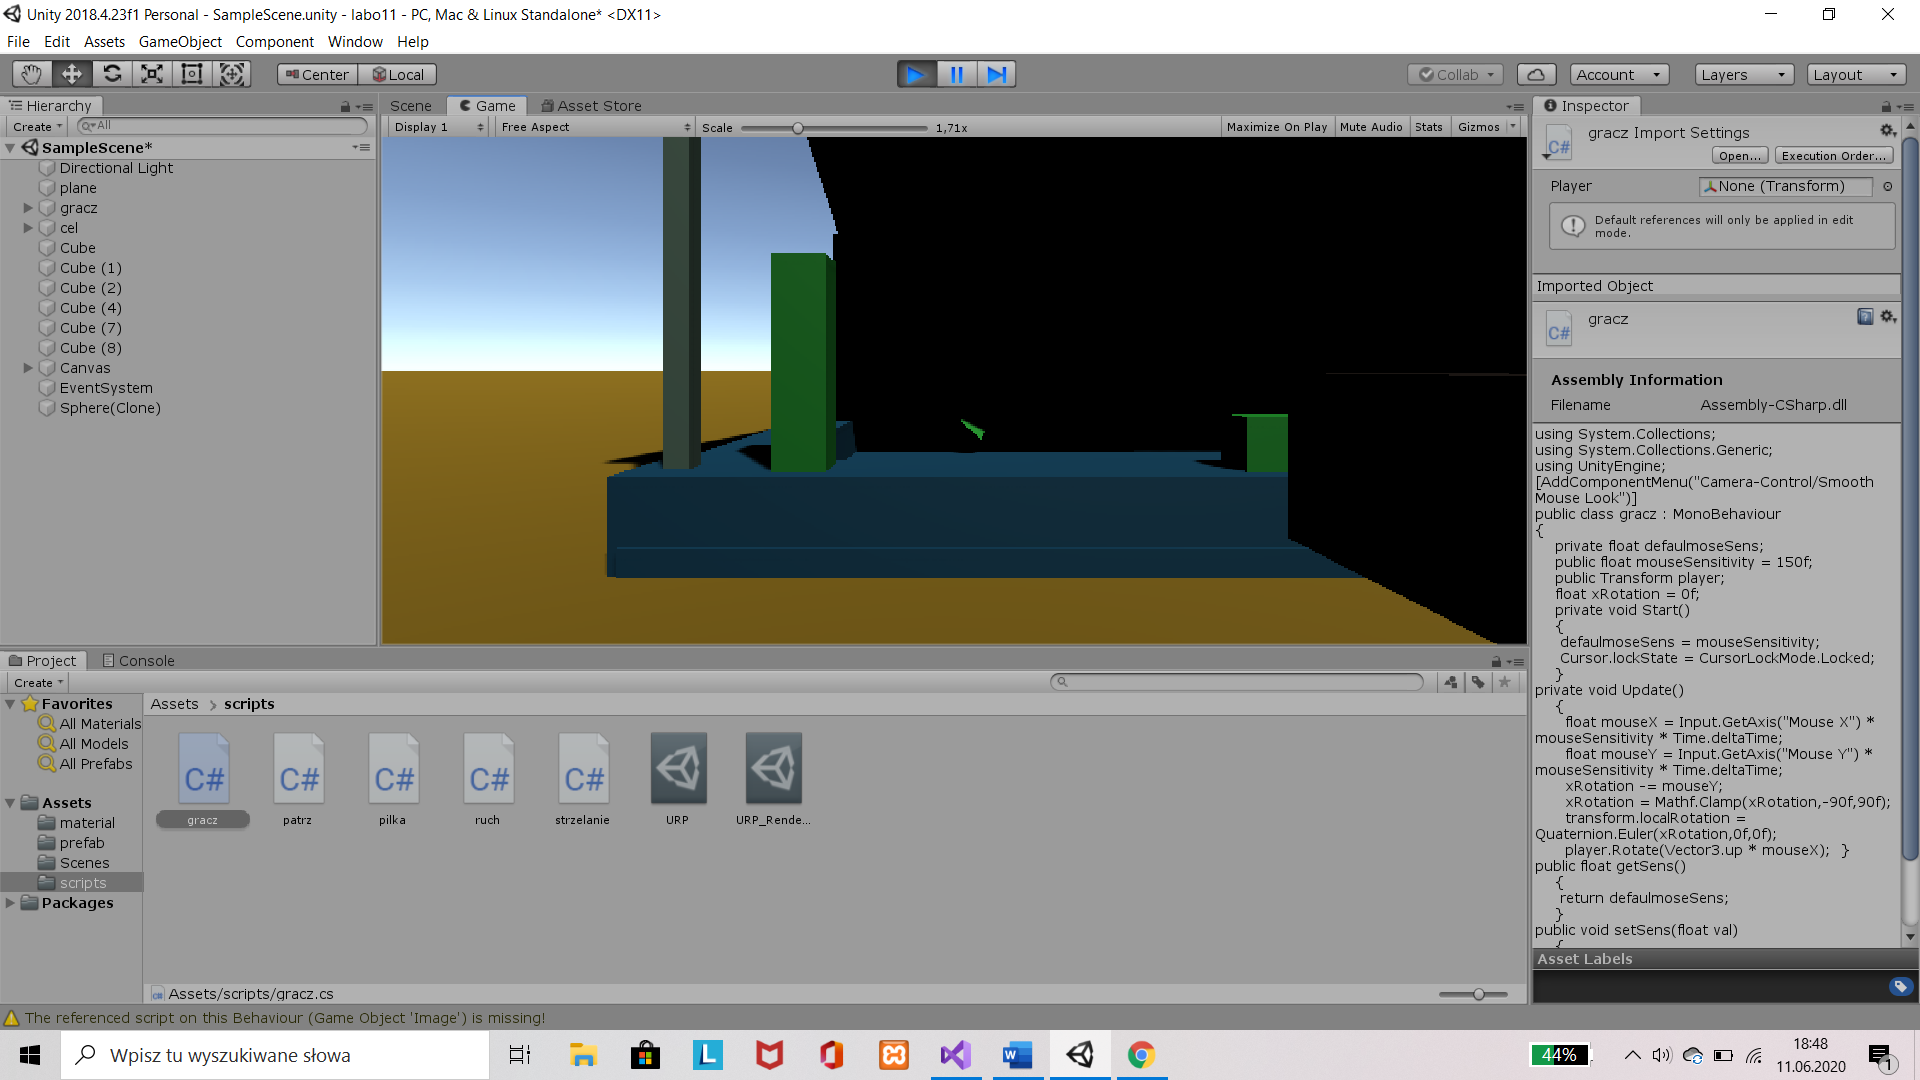 Unity 2018.4.23f1 Personal - SampleScene.unity - labo11 - PC, Mac & Linux Standalone* <DX11>
File Edit Assets GameObject Component Window Help
Center Local
Collab Account Layers Layout
Hierarchy
Create All
SampleScene*
Directional Light
plane
gracz
cel
Cube
Cube (1)
Cube (2)
Cube (4)
Cube (7)
Cube (8)
Canvas
EventSystem
Sphere(Clone)
Scene Game Asset Store
Display 1 Free Aspect Scale 1,71x Maximize On Play Mute Audio Stats Gizmos
Inspector
gracz Import Settings
Open... Execution Order...
Player None (Transform)
Default references will only be applied in edit
mode.
Imported Object
gracz
Assembly Information
Filename Assembly-CSharp.dll
using System.Collections;
using System.Collections.Generic;
using UnityEngine;
[AddComponentMenu("Camera-Control/Smooth
Mouse Look")]
public class gracz : MonoBehaviour
{
private float defaulmoseSens;
public float mouseSensitivity = 150f;
public Transform player;
float xRotation = 0f;
private void Start()
{
defaulmoseSens = mouseSensitivity;
Cursor.lockState = CursorLockMode.Locked;
}
private void Update()
{
float mouseX = Input.GetAxis("Mouse X") *
mouseSensitivity * Time.deltaTime;
float mouseY = Input.GetAxis("Mouse Y") *
mouseSensitivity * Time.deltaTime;
xRotation -= mouseY;
xRotation = Mathf.Clamp(xRotation,-90f,90f);
transform.localRotation =
Quaternion.Euler(xRotation,0f,0f);
player.Rotate(Vector3.up * mouseX); }
public float getSens()
{
return defaulmoseSens;
}
public void setSens(float val)
{
Asset Labels
Project Console
Create
Favorites
All Materials
All Models
All Prefabs
Assets
material
prefab
Scenes
scripts
Packages
Assets scripts
C# C# C# C# C#
gracz patrz pilka ruch strzelanie URP URP_Rende...
Assets/scripts/gracz.cs
The referenced script on this Behaviour (Game Object 'Image') is missing!
Wpisz tu wyszukiwane słowa
44%
18:48
11.06.2020
1